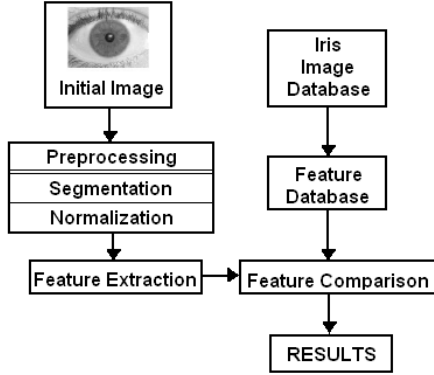 Initial Image
Preprocessing
Segmentation
Normalization
Feature Extraction
Iris
Image
Database
Feature
Database
Feature Comparison
RESULTS